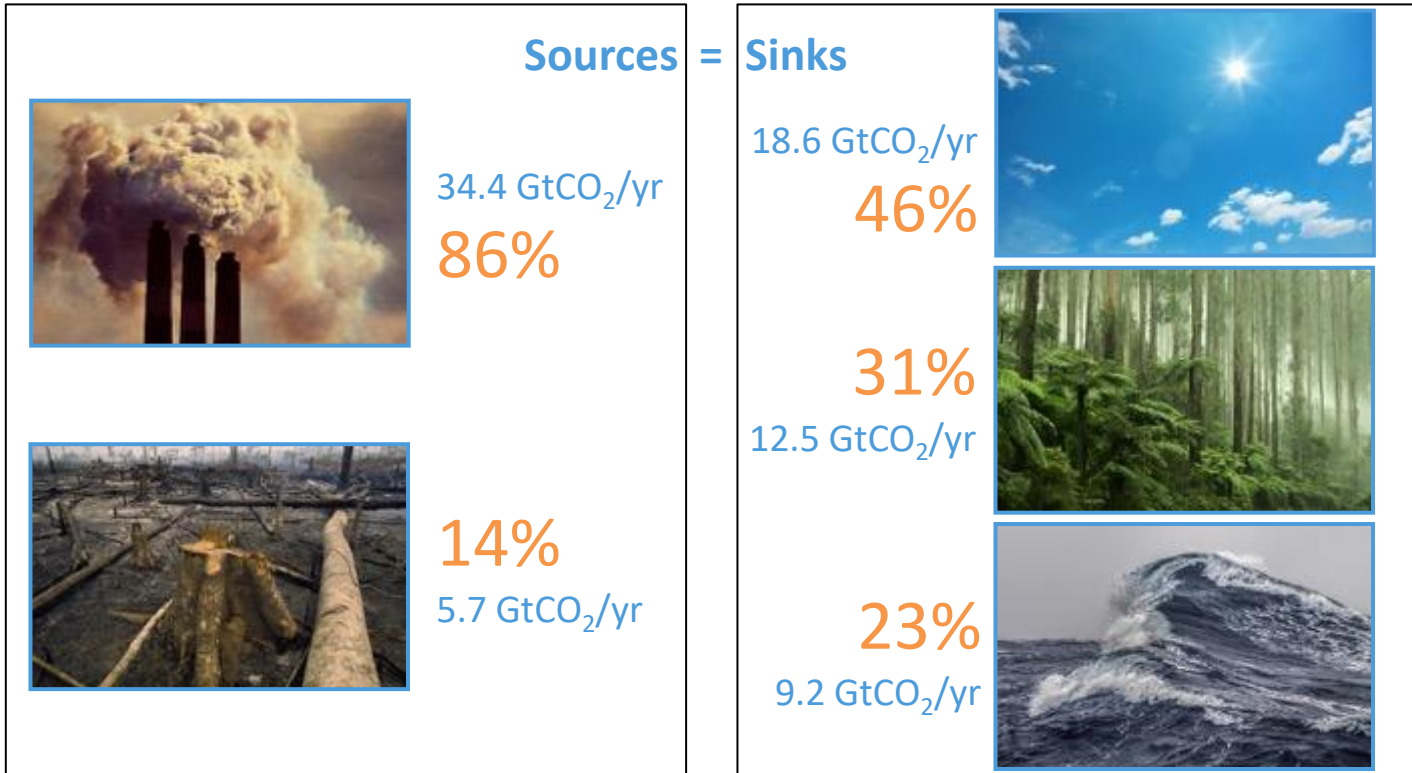 Sources = Sinks
34.4 GtCO₂/yr
86%
14%
5.7 GtCO₂/yr
18.6 GtCO₂/yr
46%
31%
12.5 GtCO₂/yr
23%
9.2 GtCO₂/yr